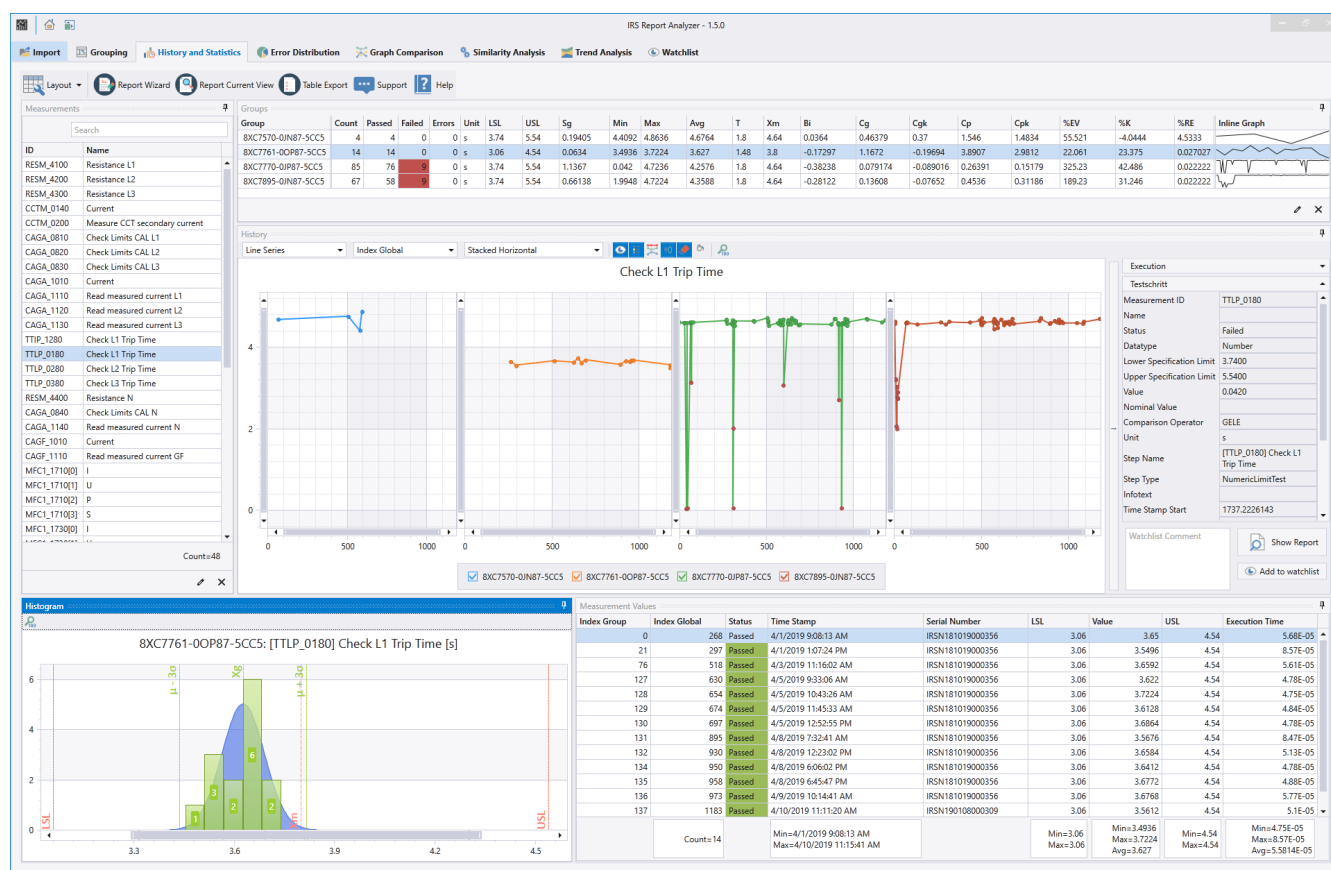 IRS Report Analyzer - 1.5.0
Import Grouping History and Statistics Error Distribution Graph Comparison Similarity Analysis Trend Analysis Watchlist
Layout Report Wizard Report Current View Table Export Support Help
Measurements
Search
ID Name
RESM_4100 Resistance L1
RESM_4200 Resistance L2
RESM_4300 Resistance L3
CCTM_0140 Current
CCTM_0200 Measure CCT secondary current
CAGA_0810 Check Limits CAL L1
CAGA_0820 Check Limits CAL L2
CAGA_0830 Check Limits CAL L3
CAGA_1010 Current
CAGA_1110 Read measured current L1
CAGA_1120 Read measured current L2
CAGA_1130 Read measured current L3
TTIP_1280 Check L1 Trip Time
TTLP_0180 Check L1 Trip Time
TTLP_0280 Check L2 Trip Time
TTLP_0380 Check L3 Trip Time
RESM_4400 Resistance N
CAGA_0840 Check Limits CAL N
CAGA_1140 Read measured current N
CAGF_1010 Current
CAGF_1110 Read measured current GF
MFC1_1710[0] I
MFC1_1710[1] U
MFC1_1710[2] P
MFC1_1710[3] S
MFC1_1730[0] I
Count=48
Groups
Group Count Passed Failed Errors Unit LSL USL Sg Min Max Avg T Xm Bi Cg Cgk Cp Cpk %EV %K %RE Inline Graph
8XC7570-0JN87-5CC5 4 4 0 0 s 3.74 5.54 0.19405 4.4092 4.8636 4.6764 1.8 4.64 0.0364 0.46379 0.37 1.546 1.4834 55.521 -4.0444 4.5333
8XC7761-0OP87-5CC5 14 14 0 0 s 3.06 4.54 0.0634 3.4936 3.7224 3.627 1.48 3.8 -0.17297 1.1672 -0.19694 3.8907 2.9812 22.061 23.375 0.027027
8XC7770-0JP87-5CC5 85 76 9 0 s 3.74 5.54 1.1367 0.042 4.7236 4.2576 1.8 4.64 -0.38238 0.079174 -0.089016 0.26391 0.15179 325.23 42.486 0.022222
8XC7895-0JN87-5CC5 67 58 9 0 s 3.74 5.54 0.66138 1.9948 4.7224 4.3588 1.8 4.64 -0.28122 0.13608 -0.07652 0.4536 0.31186 189.23 31.246 0.022222
History
Line Series Index Global Stacked Horizontal
Check L1 Trip Time
4
2
0
0 500 1000 0 500 1000 0 500 1000 0 500 1000
8XC7570-0JN87-5CC5 8XC7761-0OP87-5CC5 8XC7770-0JP87-5CC5 8XC7895-0JN87-5CC5
Execution
Testschritt
Measurement ID TTLP_0180
Name
Status Failed
Datatype Number
Lower Specification Limit 3.7400
Upper Specification Limit 5.5400
Value 0.0420
Nominal Value
Comparison Operator GELE
Unit s
Step Name [TTLP_0180] Check L1
Trip Time
Step Type NumericLimitTest
Infotext
Time Stamp Start 1737.2226143
Watchlist Comment
Show Report
Add to watchlist
Histogram
8XC7761-0OP87-5CC5: [TTLP_0180] Check L1 Trip Time [s]
6
4
2
0
LSL
μ - 3σ
Xg
μ + 3σ
USL
1
3
2
6
2
3.3 3.6 3.9 4.2 4.5
Measurement Values
Index Group Index Global Status Time Stamp Serial Number LSL Value USL Execution Time
0 268 Passed 4/1/2019 9:08:13 AM IRSN181019000356 3.06 3.65 4.54 5.68E-05
21 297 Passed 4/1/2019 1:07:24 PM IRSN181019000356 3.06 3.5496 4.54 8.57E-05
76 518 Passed 4/3/2019 11:16:02 AM IRSN181019000356 3.06 3.6592 4.54 5.61E-05
127 630 Passed 4/5/2019 9:33:06 AM IRSN181019000356 3.06 3.622 4.54 4.78E-05
128 654 Passed 4/5/2019 10:43:26 AM IRSN181019000356 3.06 3.7224 4.54 4.75E-05
129 674 Passed 4/5/2019 11:45:33 AM IRSN181019000356 3.06 3.6128 4.54 4.84E-05
130 697 Passed 4/5/2019 12:52:55 PM IRSN181019000356 3.06 3.6864 4.54 4.78E-05
131 895 Passed 4/8/2019 7:32:41 AM IRSN181019000356 3.06 3.5676 4.54 8.47E-05
132 930 Passed 4/8/2019 12:23:02 PM IRSN181019000356 3.06 3.6584 4.54 5.13E-05
134 950 Passed 4/8/2019 6:06:02 PM IRSN181019000356 3.06 3.6412 4.54 4.78E-05
135 958 Passed 4/8/2019 6:45:47 PM IRSN181019000356 3.06 3.6772 4.54 4.88E-05
136 973 Passed 4/9/2019 10:14:41 AM IRSN181019000356 3.06 3.6768 4.54 5.77E-05
137 1183 Passed 4/10/2019 11:11:20 AM IRSN190108000309 3.06 3.5612 4.54 5.1E-05
Count=14
Min=4/1/2019 9:08:13 AM
Max=4/10/2019 11:15:41 AM
Min=3.06
Max=3.06
Min=3.4936
Max=3.7224
Avg=3.627
Min=4.54
Max=4.54
Min=4.75E-05
Max=8.57E-05
Avg=5.5814E-05